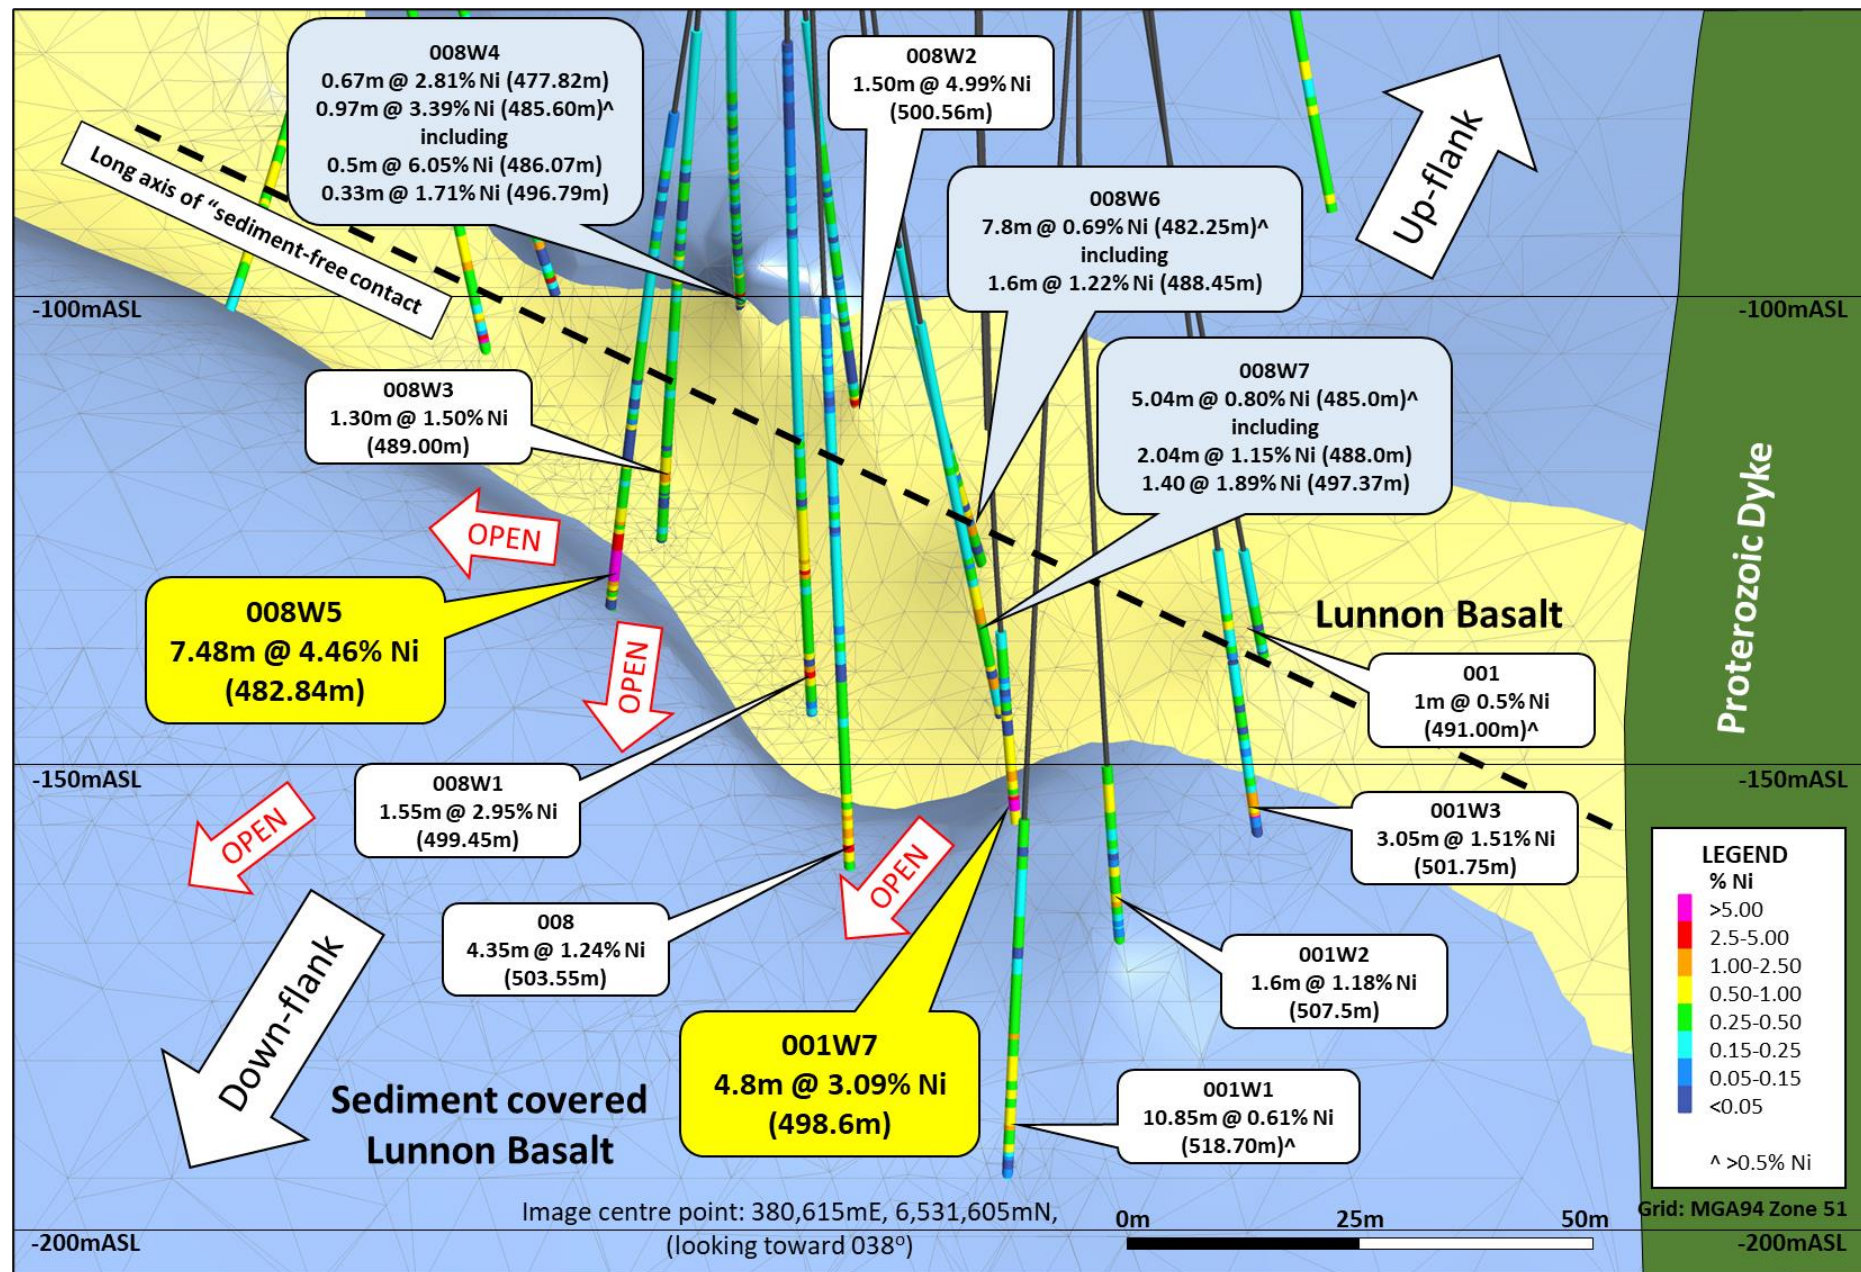 008W4
0.67m @ 2.81% Ni (477.82m)
0.97m @ 3.39% Ni (485.60m)^
including
0.5m @ 6.05% Ni (486.07m)
0.33m @ 1.71% Ni (496.79m)
008W2
1.50m @ 4.99% Ni
(500.56m)
Up-flank
Long axis of “sediment-free contact
008W6
7.8m @ 0.69% Ni (482.25m)^
including
1.6m @ 1.22% Ni (488.45m)
-100mASL
-100mASL
008W3
1.30m @ 1.50% Ni
(489.00m)
008W7
5.04m @ 0.80% Ni (485.0m)^
including
2.04m @ 1.15% Ni (488.0m)
1.40 @ 1.89% Ni (497.37m)
OPEN
Proterozoic Dyke
008W5
7.48m @ 4.46% Ni
(482.84m)
Lunnon Basalt
OPEN
001
1m @ 0.5% Ni
(491.00m)^
-150mASL
-150mASL
008W1
1.55m @ 2.95% Ni
(499.45m)
OPEN
001W3
3.05m @ 1.51% Ni
(501.75m)
OPEN
008
4.35m @ 1.24% Ni
(503.55m)
001W2
1.6m @ 1.18% Ni
(507.5m)
LEGEND
% Ni
>5.00
2.5-5.00
1.00-2.50
0.50-1.00
0.25-0.50
0.15-0.25
0.05-0.15
<0.05
^ >0.5% Ni
Down-flank
001W7
4.8m @ 3.09% Ni
(498.6m)
Sediment covered
Lunnon Basalt
001W1
10.85m @ 0.61% Ni
(518.70m)^
Image centre point: 380,615mE, 6,531,605mN,
(looking toward 038°)
0m 25m 50m
Grid: MGA94 Zone 51
-200mASL
-200mASL